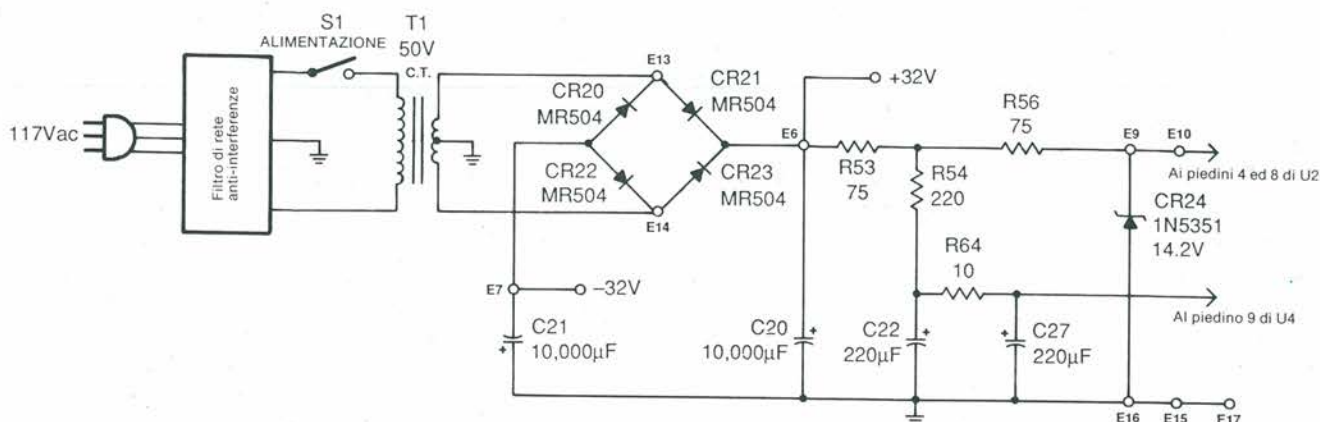 S1
ALIMENTAZIONE
T1
50V
C.T.
117Vac
Filtro di rete
anti-interferenze
E13
CR20
MR504
CR21
MR504
CR22
MR504
CR23
MR504
E14
E7
−32V
C21
10,000µF
+
+32V
E6
R53
75
R56
75
R54
220
R64
10
E9
E10
Ai piedini 4 ed 8 di U2
CR24
1N5351
14.2V
Al piedino 9 di U4
C20
10,000µF
+
C22
220µF
+
C27
220µF
+
E16
E15
E17